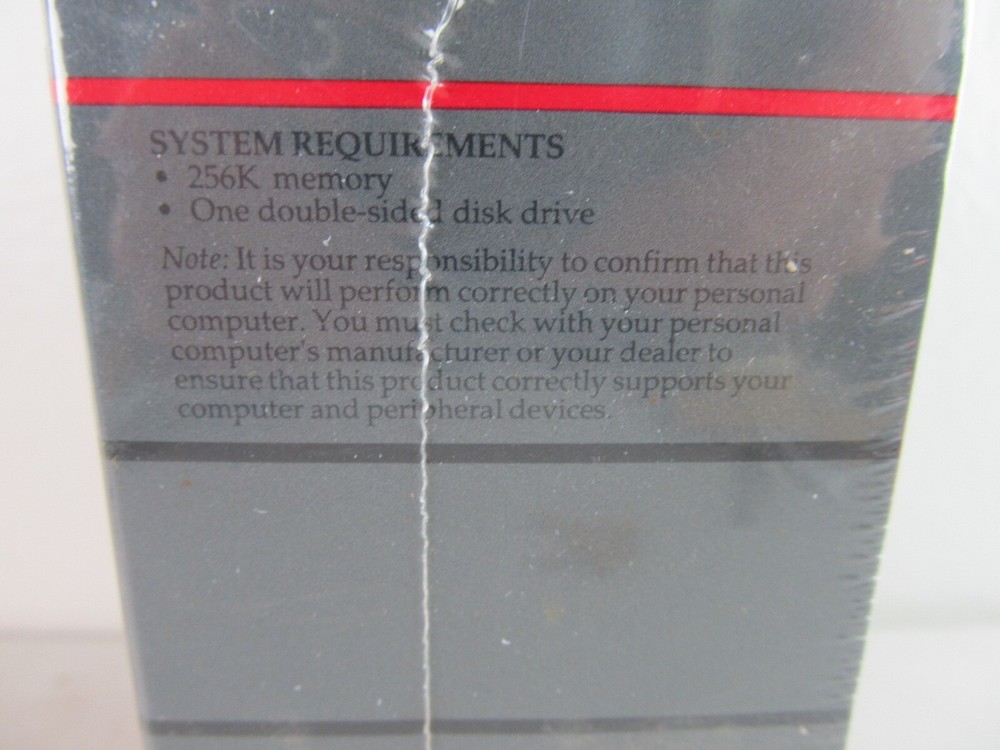 SYSTEM REQUIREMENTS
• 256K memory
• One double-sided disk drive
Note: It is your responsibility to confirm that this
product will perform correctly on your personal
computer. You must check with your personal
computer's manufacturer or your dealer to
ensure that this product correctly supports your
computer and peripheral devices.